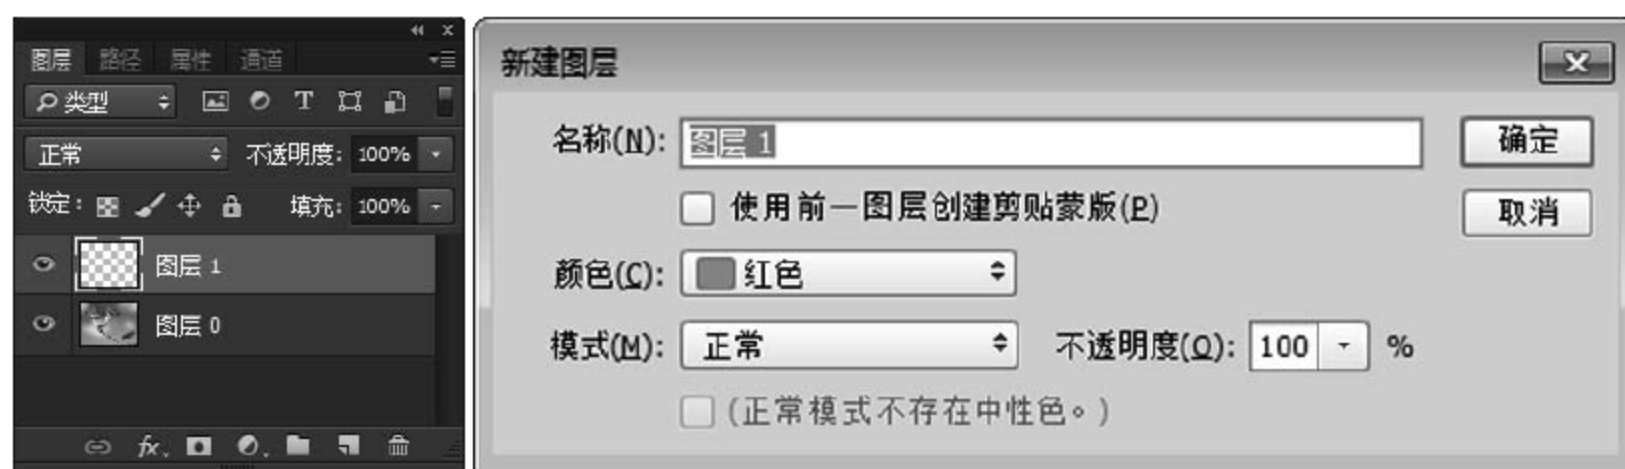 图层 路径 属性 通道
类型
正常 不透明度: 100%
锁定: 填充: 100%
图层 1
图层 0
fx
新建图层
名称(N): 图层 1 确定
使用前一图层创建剪贴蒙版(P) 取消
颜色(C): 红色
模式(M): 正常 不透明度(O): 100 %
(正常模式不存在中性色。)